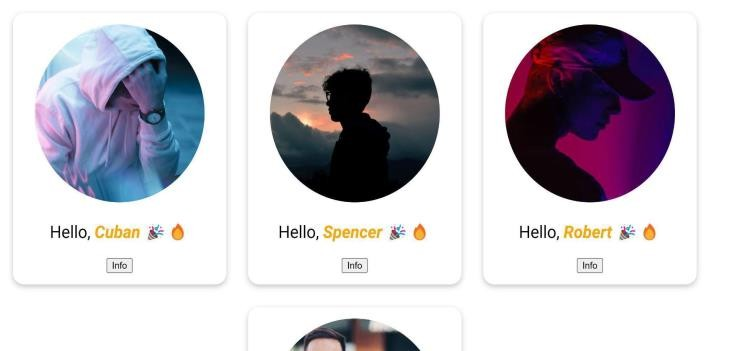 Hello, Cuban 🎉 🔥
Info
Hello, Spencer 🎉 🔥
Info
Hello, Robert 🎉 🔥
Info